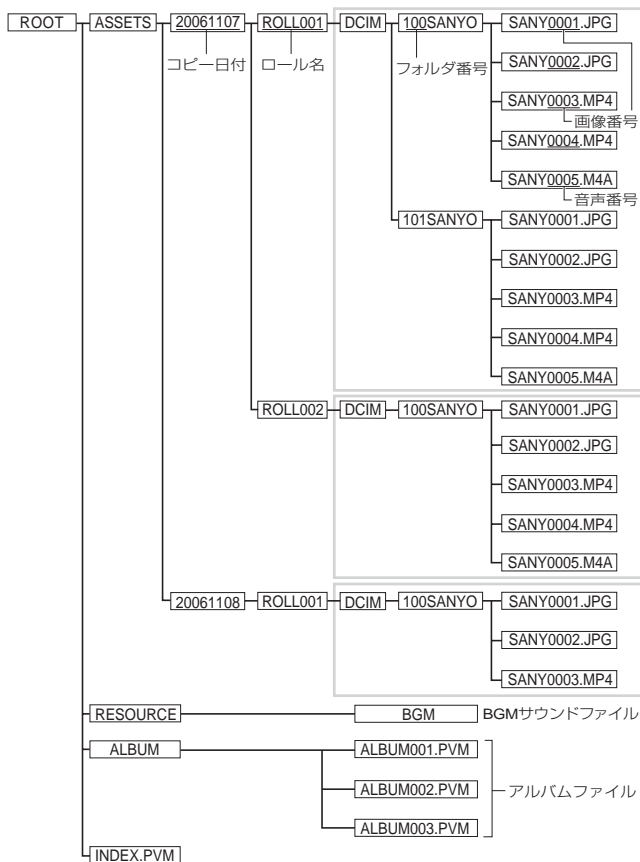 ROOT ASSETS 20061107 ROLL001 DCIM 100SANYO SANY0001.JPG
コピー日付 ロール名 フォルダ番号
SANY0002.JPG
SANY0003.MP4
画像番号
SANY0004.MP4
SANY0005.M4A
音声番号
101SANYO SANY0001.JPG
SANY0002.JPG
SANY0003.MP4
SANY0004.MP4
SANY0005.M4A
ROLL002 DCIM 100SANYO SANY0001.JPG
SANY0002.JPG
SANY0003.MP4
SANY0004.MP4
SANY0005.M4A
20061108 ROLL001 DCIM 100SANYO SANY0001.JPG
SANY0002.JPG
SANY0003.MP4
RESOURCE BGM BGMサウンドファイル
ALBUM ALBUM001.PVM
ALBUM002.PVM アルバムファイル
ALBUM003.PVM
INDEX.PVM